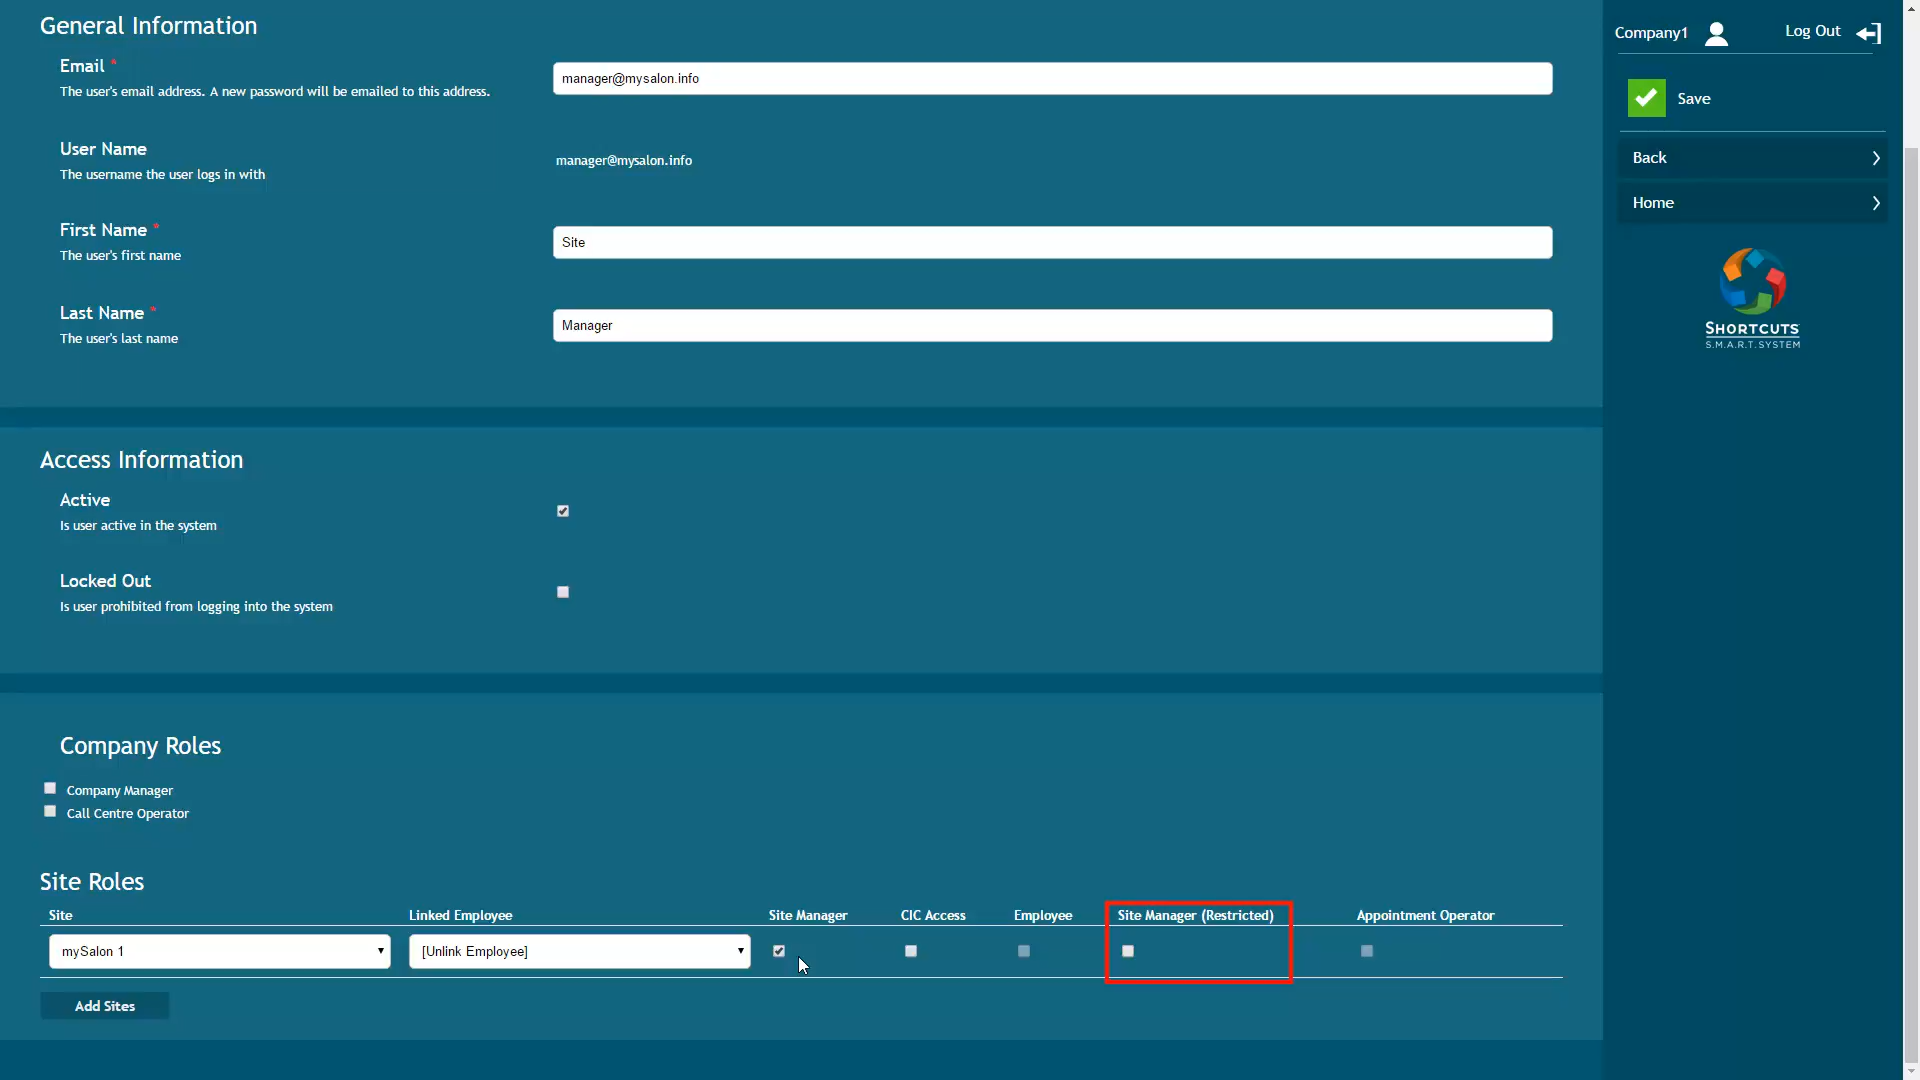 General Information
Company1
Log Out
Email *
The user's email address. A new password will be emailed to this address.
manager@mysalon.info
Save
User Name
The username the user logs in with
manager@mysalon.info
Back
Home
First Name *
The user's first name
Site
Last Name *
The user's last name
Manager
SHORTCUTS
S.M.A.R.T. SYSTEM
Access Information
Active
Is user active in the system
Locked Out
Is user prohibited from logging into the system
Company Roles
Company Manager
Call Centre Operator
Site Roles
Site Linked Employee Site Manager CIC Access Employee Site Manager (Restricted) Appointment Operator
mySalon 1 [Unlink Employee]
Add Sites